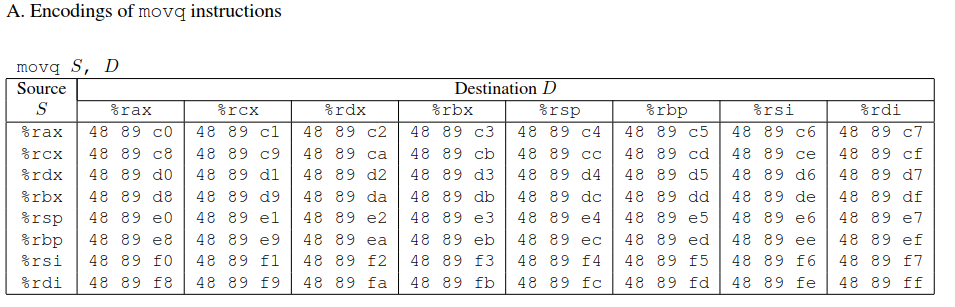 A. Encodings of movq instructions
movq S, D
Source Destination D
S %rax %rcx %rdx %rbx %rsp %rbp %rsi %rdi
%rax 48 89 c0 48 89 c1 48 89 c2 48 89 c3 48 89 c4 48 89 c5 48 89 c6 48 89 c7
%rcx 48 89 c8 48 89 c9 48 89 ca 48 89 cb 48 89 cc 48 89 cd 48 89 ce 48 89 cf
%rdx 48 89 d0 48 89 d1 48 89 d2 48 89 d3 48 89 d4 48 89 d5 48 89 d6 48 89 d7
%rbx 48 89 d8 48 89 d9 48 89 da 48 89 db 48 89 dc 48 89 dd 48 89 de 48 89 df
%rsp 48 89 e0 48 89 e1 48 89 e2 48 89 e3 48 89 e4 48 89 e5 48 89 e6 48 89 e7
%rbp 48 89 e8 48 89 e9 48 89 ea 48 89 eb 48 89 ec 48 89 ed 48 89 ee 48 89 ef
%rsi 48 89 f0 48 89 f1 48 89 f2 48 89 f3 48 89 f4 48 89 f5 48 89 f6 48 89 f7
%rdi 48 89 f8 48 89 f9 48 89 fa 48 89 fb 48 89 fc 48 89 fd 48 89 fe 48 89 ff